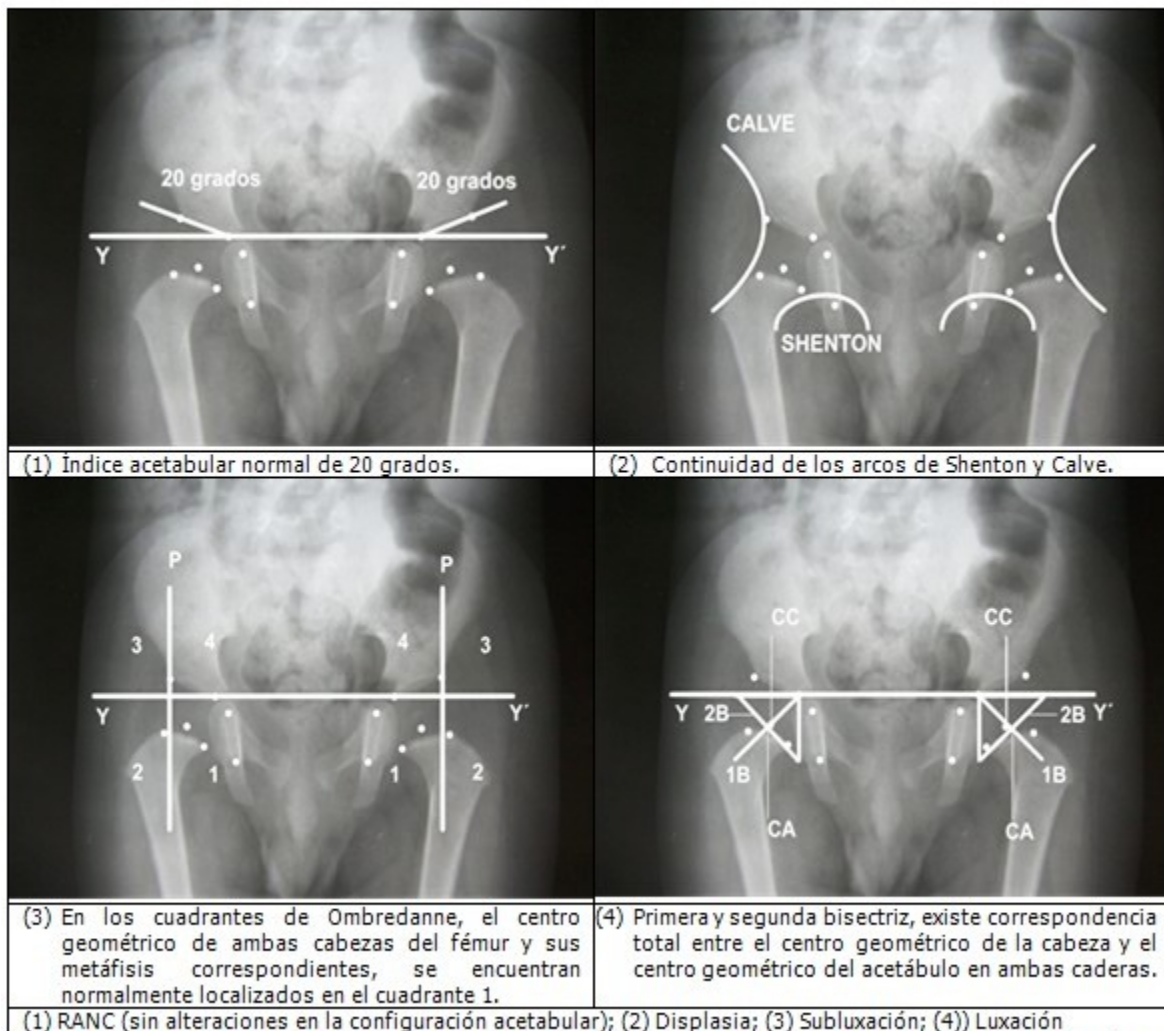 20 grados 20 grados
Y Y´
(1) Índice acetabular normal de 20 grados.
CALVE
SHENTON
(2) Continuidad de los arcos de Shenton y Calve.
P P
3 4 4 3
Y Y´
2 1 1 2
(3) En los cuadrantes de Ombredanne, el centro
geométrico de ambas cabezas del fémur y sus
metáfisis correspondientes, se encuentran
normalmente localizados en el cuadrante 1.
CC CC
Y 2B 2B Y´
1B 1B
CA CA
(4) Primera y segunda bisectriz, existe correspondencia
total entre el centro geométrico de la cabeza y el
centro geométrico del acetábulo en ambas caderas.
(1) RANC (sin alteraciones en la configuración acetabular); (2) Displasia; (3) Subluxación; (4)) Luxación